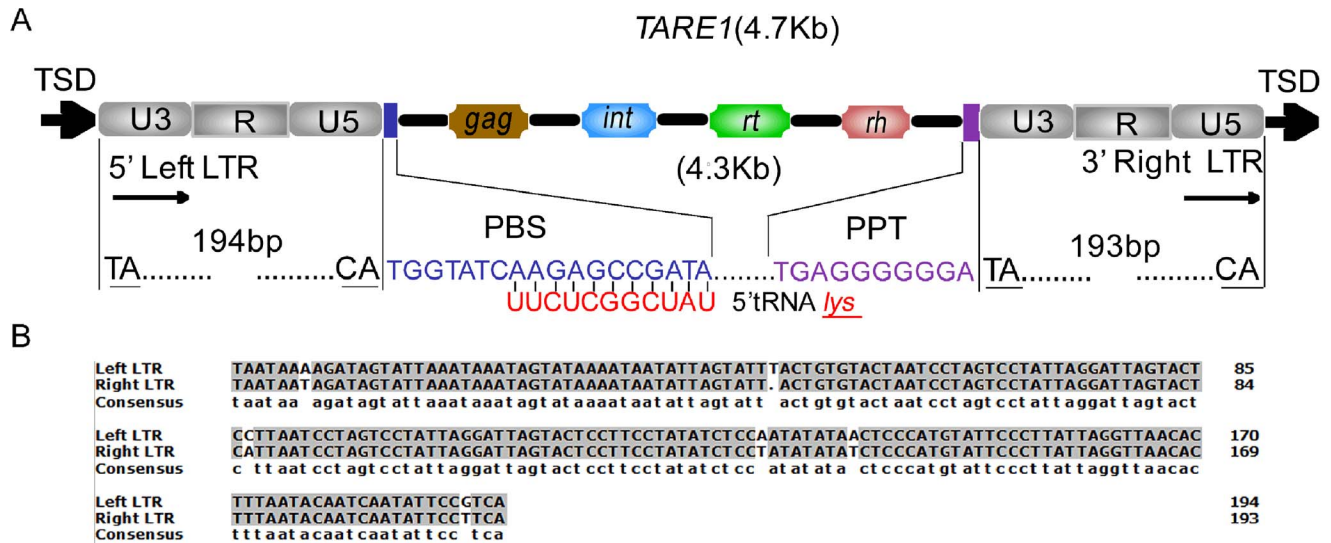 A
TARE1(4.7Kb)
TSD TSD
U3 R U5 gag int rt rh U3 R U5
5' Left LTR (4.3Kb) 3' Right LTR
194bp PBS PPT 193bp
TA......... ..........CA TGGTATCAAGAGCCGATA........TGAGGGGGGA TA......... ..........CA
UUCUCGGCUAU 5'tRNA lys
B
Left LTR TAATAAAAGATAGTATTAAATAAATAGTATAAAATAATATTAGTATTTACTGTGTACTAATCCTAGTCCTATTAGGATTAGTACT 85
Right LTR TAATAATAGATAGTATTAAATAAATAGTATAAAATAATATTAGTATT.ACTGTGTACTAATCCTAGTCCTATTAGGATTAGTACT 84
Consensus taataa agatagtattaaataaatagtataaaataatattagtatt actgtgtactaatcctagtcctattaggattagtact
Left LTR CCTTAATCCTAGTCCTATTAGGATTAGTACTCCTTCCTATATCTCCAATATATAACTCCCATGTATTCCCTTATTAGGTTAACAC 170
Right LTR CATTAATCCTAGTCCTATTAGGATTAGTACTCCTTCCTATATCTCCTATATATATCTCCCATGTATTCCCTTATTAGGTTAACAC 169
Consensus c ttaatcctagtcctattaggattagtactccttcctatatctcc atatata ctcccatgtattcccttattaggttaacac
Left LTR TTTAATACAATCAATATTCCGTCA 194
Right LTR TTTAATACAATCAATATTCCTTCA 193
Consensus tttaatacaatcaatattcc tca